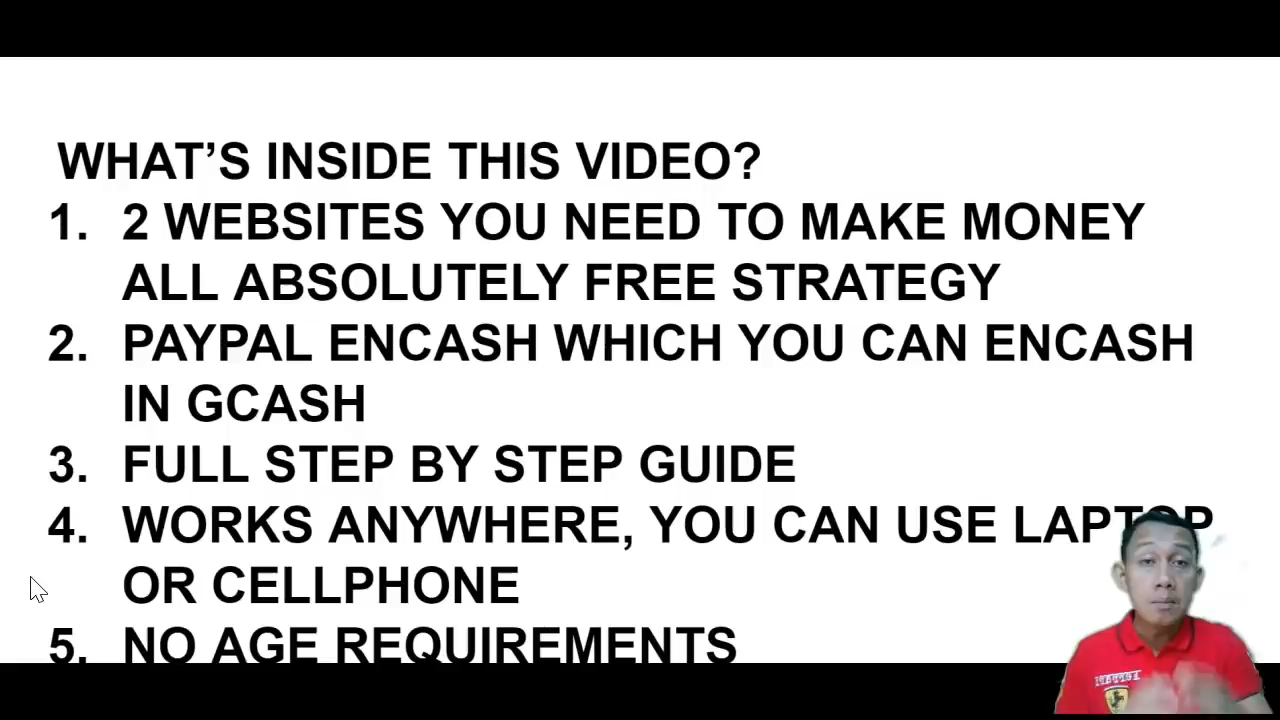 WHAT’S INSIDE THIS VIDEO?
1. 2 WEBSITES YOU NEED TO MAKE MONEY
ALL ABSOLUTELY FREE STRATEGY
2. PAYPAL ENCASH WHICH YOU CAN ENCASH
IN GCASH
3. FULL STEP BY STEP GUIDE
4. WORKS ANYWHERE, YOU CAN USE LAPTOP
OR CELLPHONE
5. NO AGE REQUIREMENTS